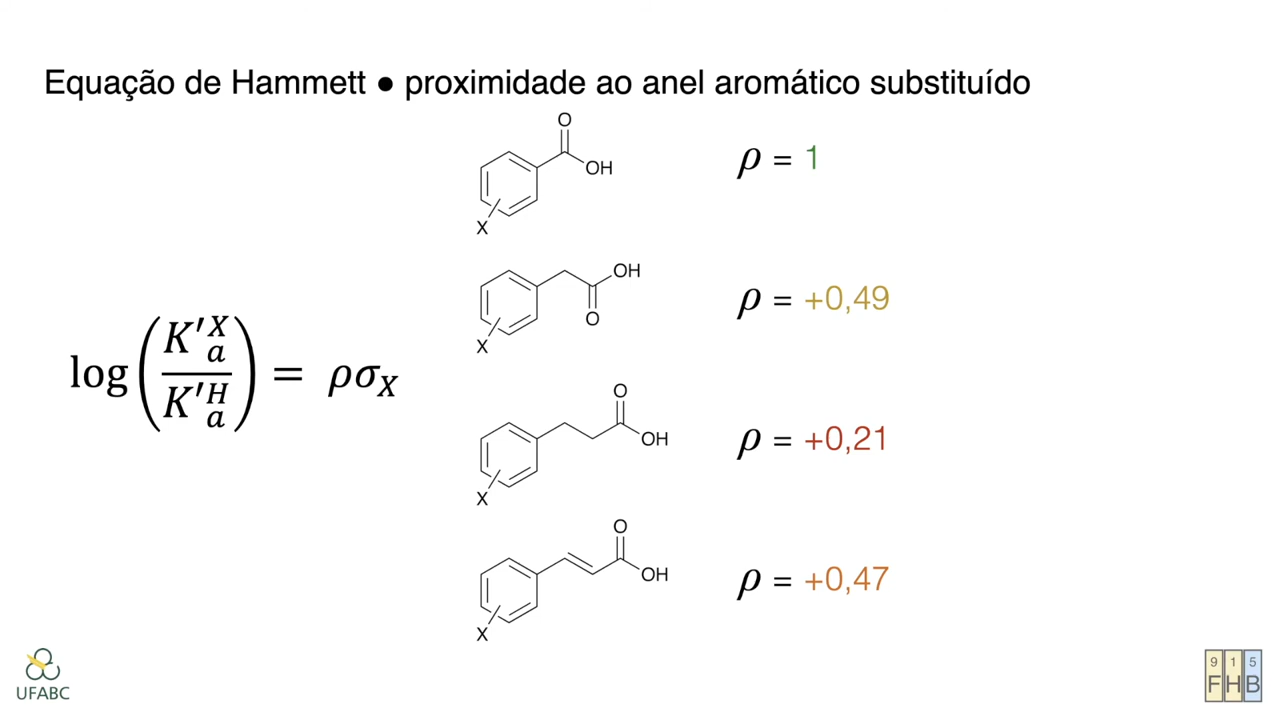 Equação de Hammett • proximidade ao anel aromático substituído
O
OH
X
ρ = 1
OH
O
X
ρ = +0,49
log(K'ᵃX / K'ᵃH) = ρσX
O
OH
X
ρ = +0,21
O
OH
X
ρ = +0,47
UFABC
9 1 5
F H B